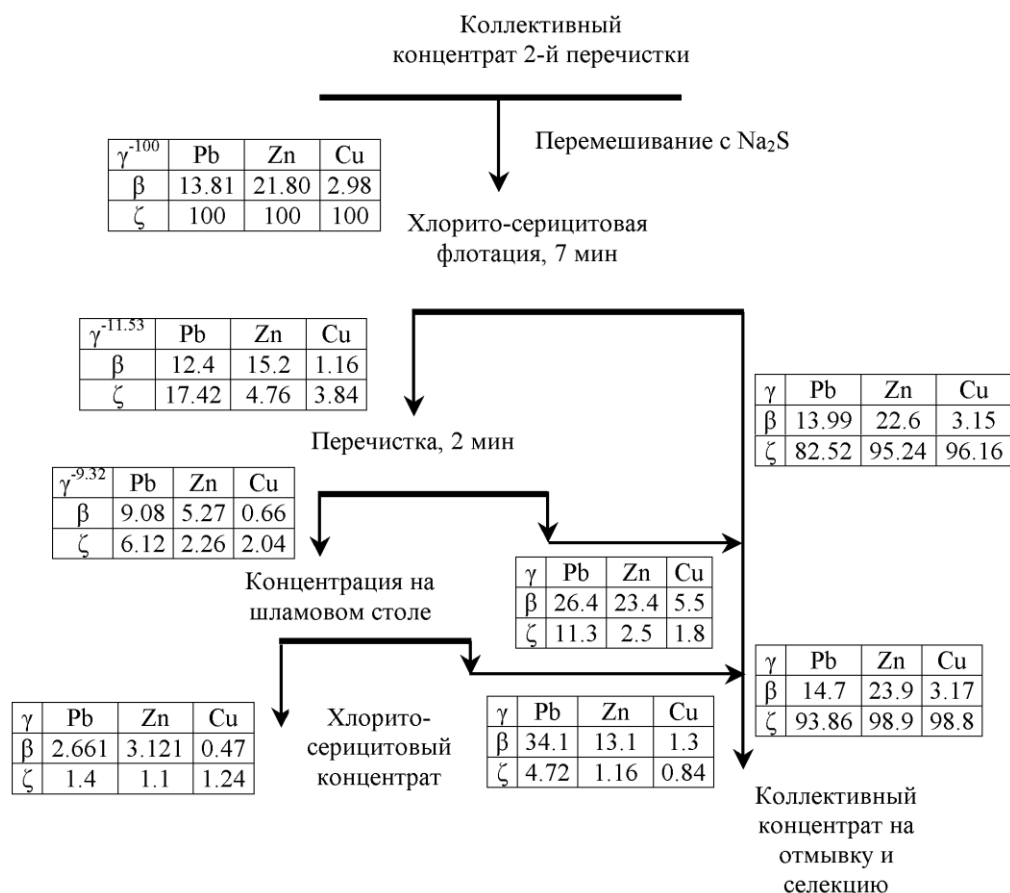 Коллективный
концентрат 2-й перечистки
Перемешивание с Na₂S
γ⁻¹⁰⁰ Pb Zn Cu
β 13.81 21.80 2.98
ζ 100 100 100
Хлорито-серицитовая
флотация, 7 мин
γ⁻¹¹·⁵³ Pb Zn Cu
β 12.4 15.2 1.16
ζ 17.42 4.76 3.84
γ Pb Zn Cu
β 13.99 22.6 3.15
ζ 82.52 95.24 96.16
Перечистка, 2 мин
γ⁻⁹·³² Pb Zn Cu
β 9.08 5.27 0.66
ζ 6.12 2.26 2.04
Концентрация на
шламовом столе
γ Pb Zn Cu
β 26.4 23.4 5.5
ζ 11.3 2.5 1.8
γ Pb Zn Cu
β 14.7 23.9 3.17
ζ 93.86 98.9 98.8
γ Pb Zn Cu
β 2.661 3.121 0.47
ζ 1.4 1.1 1.24
Хлорито-
серицитовый
концентрат
γ Pb Zn Cu
β 34.1 13.1 1.3
ζ 4.72 1.16 0.84
Коллективный
концентрат на
отмывку и
селекцию